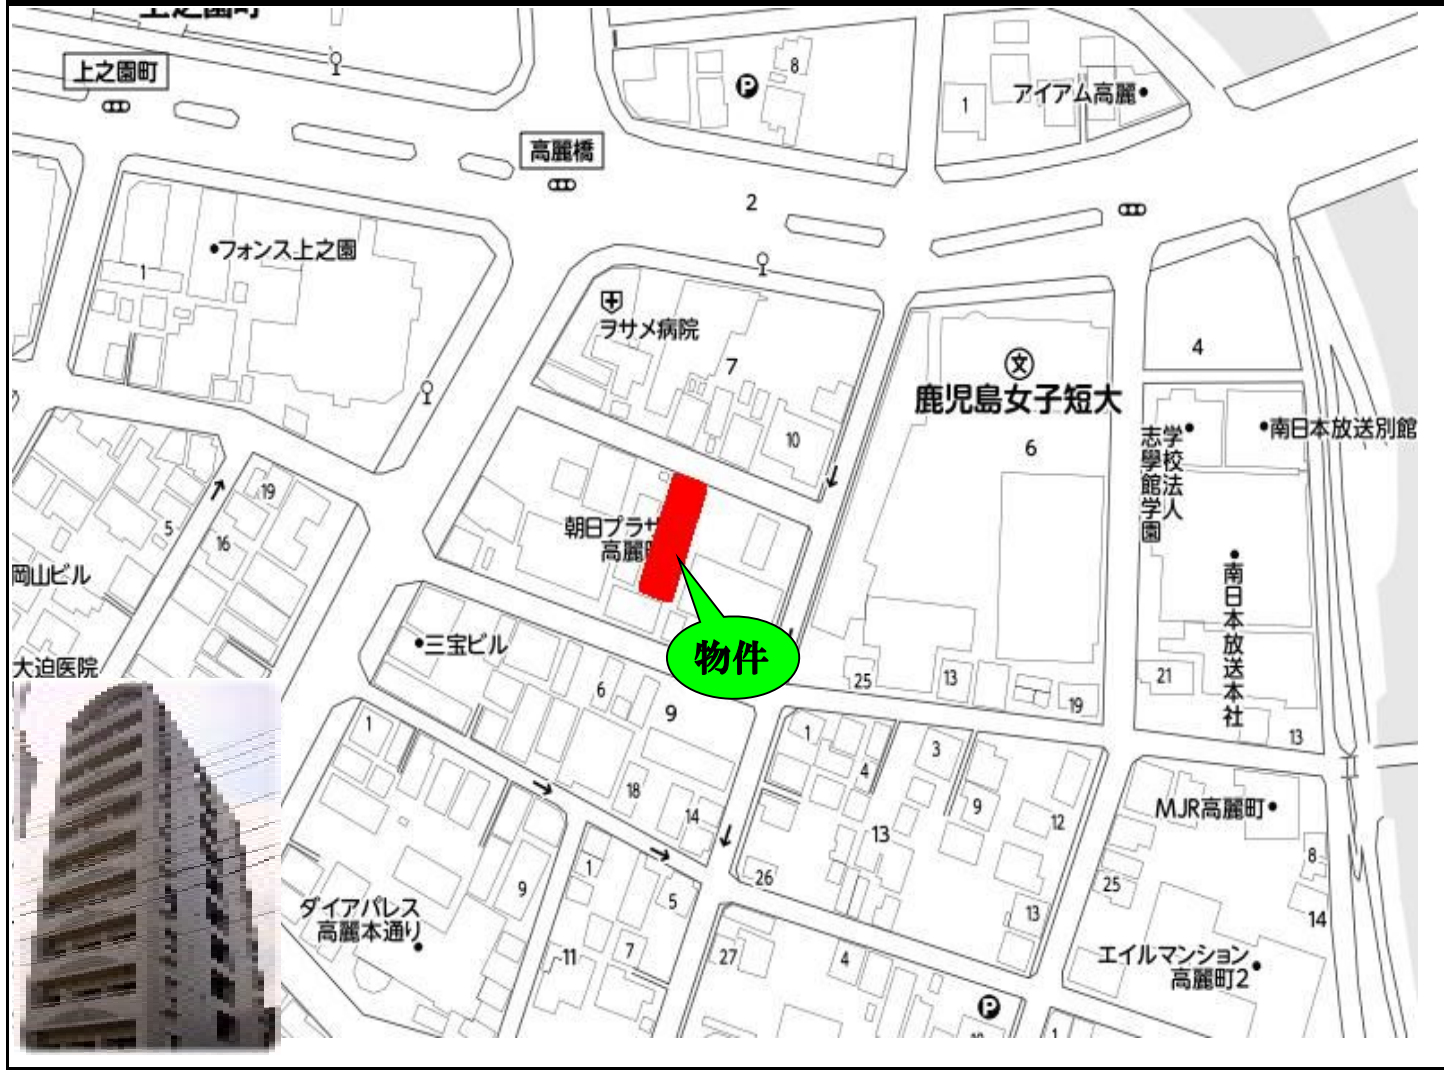 上之園町
上之園町
高麗橋
8
1
アイアム高麗
2
フォンス上之園
1
ヲサメ病院
7
10
4
鹿児島女子短大
6
学校法人
志學館学園
南日本放送別館
南日本放送本社
19
16
5
岡山ビル
大迫医院
朝日プラザ
高麗
物件
三宝ビル
6
9
18
14
25
13
19
21
13
1
1
4
3
9
12
13
26
13
MJR高麗町
8
25
14
エイルマンション
高麗町2
ダイアパレス
高麗本通り
9
1
5
11
7
27
4
P
P
1